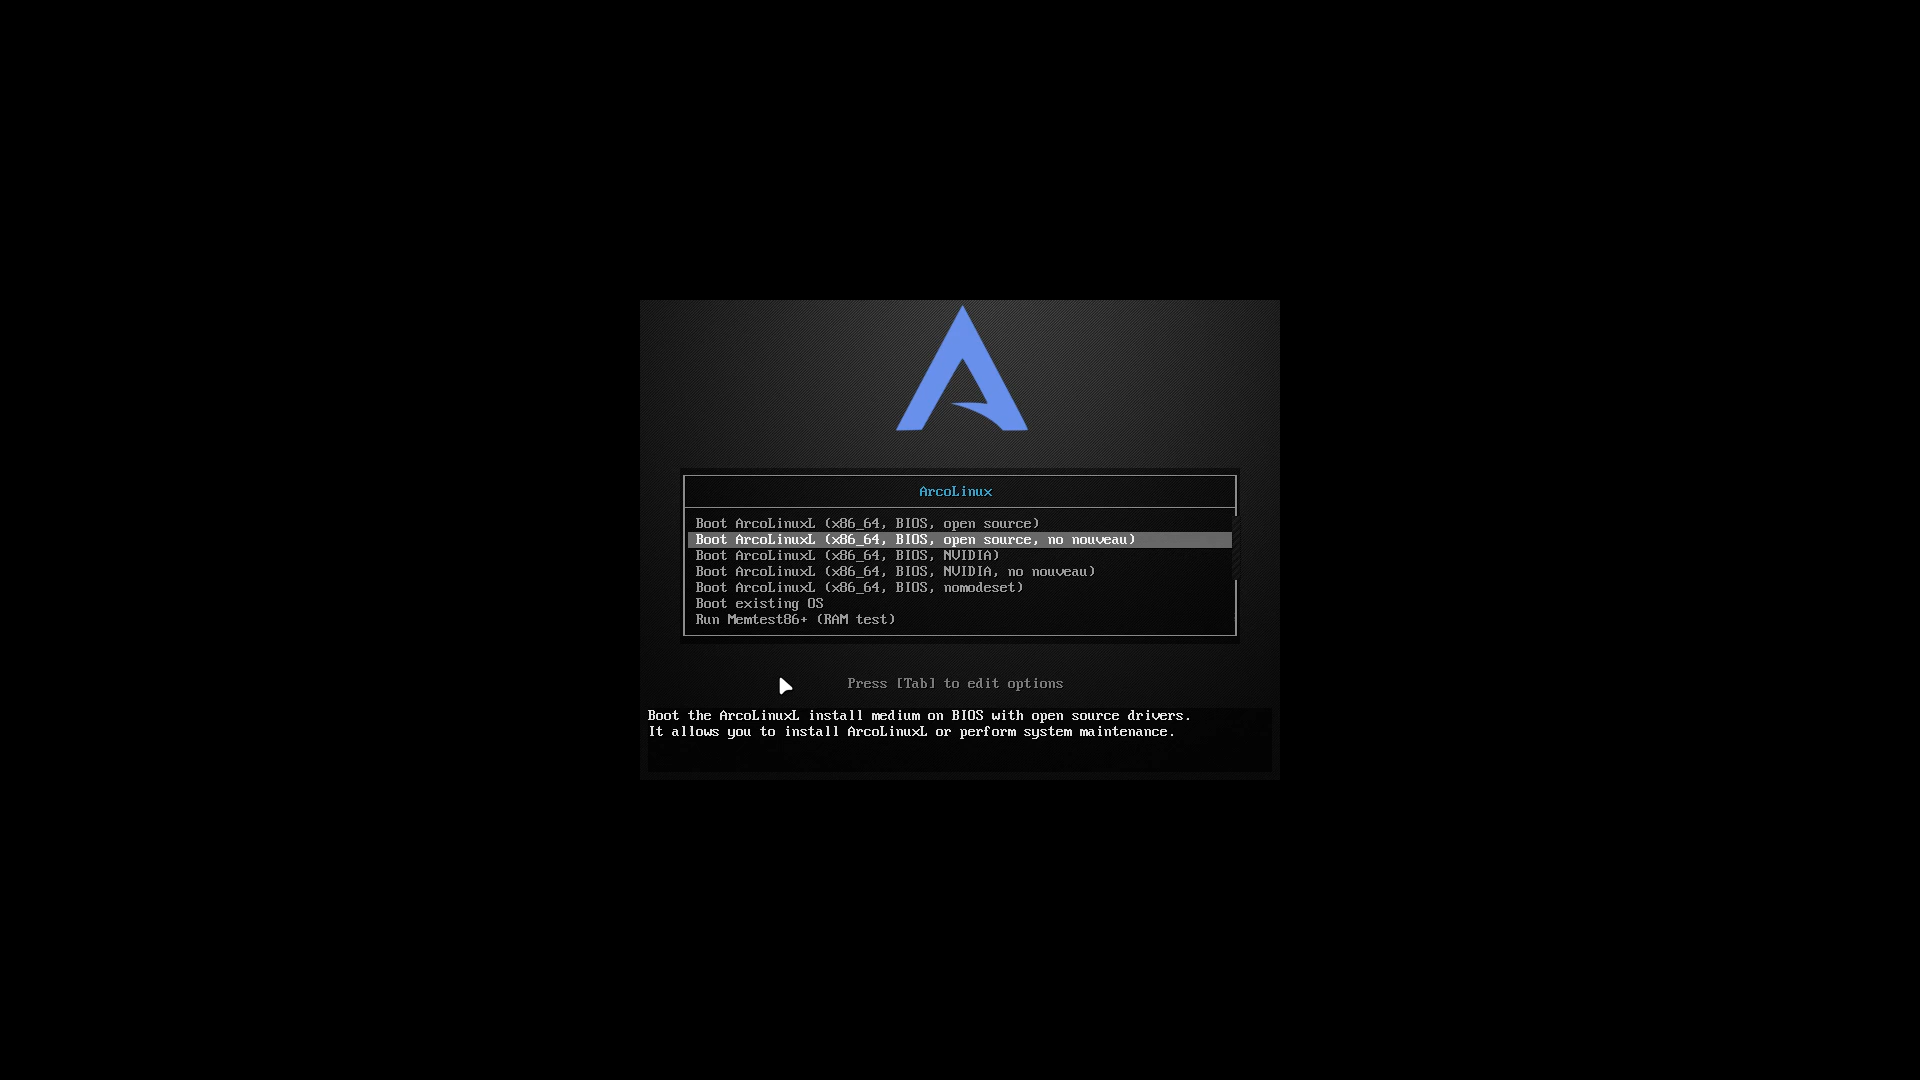 ArcoLinux
Boot ArcoLinuxL (x86_64, BIOS, open source)
Boot ArcoLinuxL (x86_64, BIOS, open source, no nouveau)
Boot ArcoLinuxL (x86_64, BIOS, NVIDIA)
Boot ArcoLinuxL (x86_64, BIOS, NVIDIA, no nouveau)
Boot ArcoLinuxL (x86_64, BIOS, nomodeset)
Boot existing OS
Run Memtest86+ (RAM test)
Press [Tab] to edit options
Boot the ArcoLinuxL install medium on BIOS with open source drivers.
It allows you to install ArcoLinuxL or perform system maintenance.